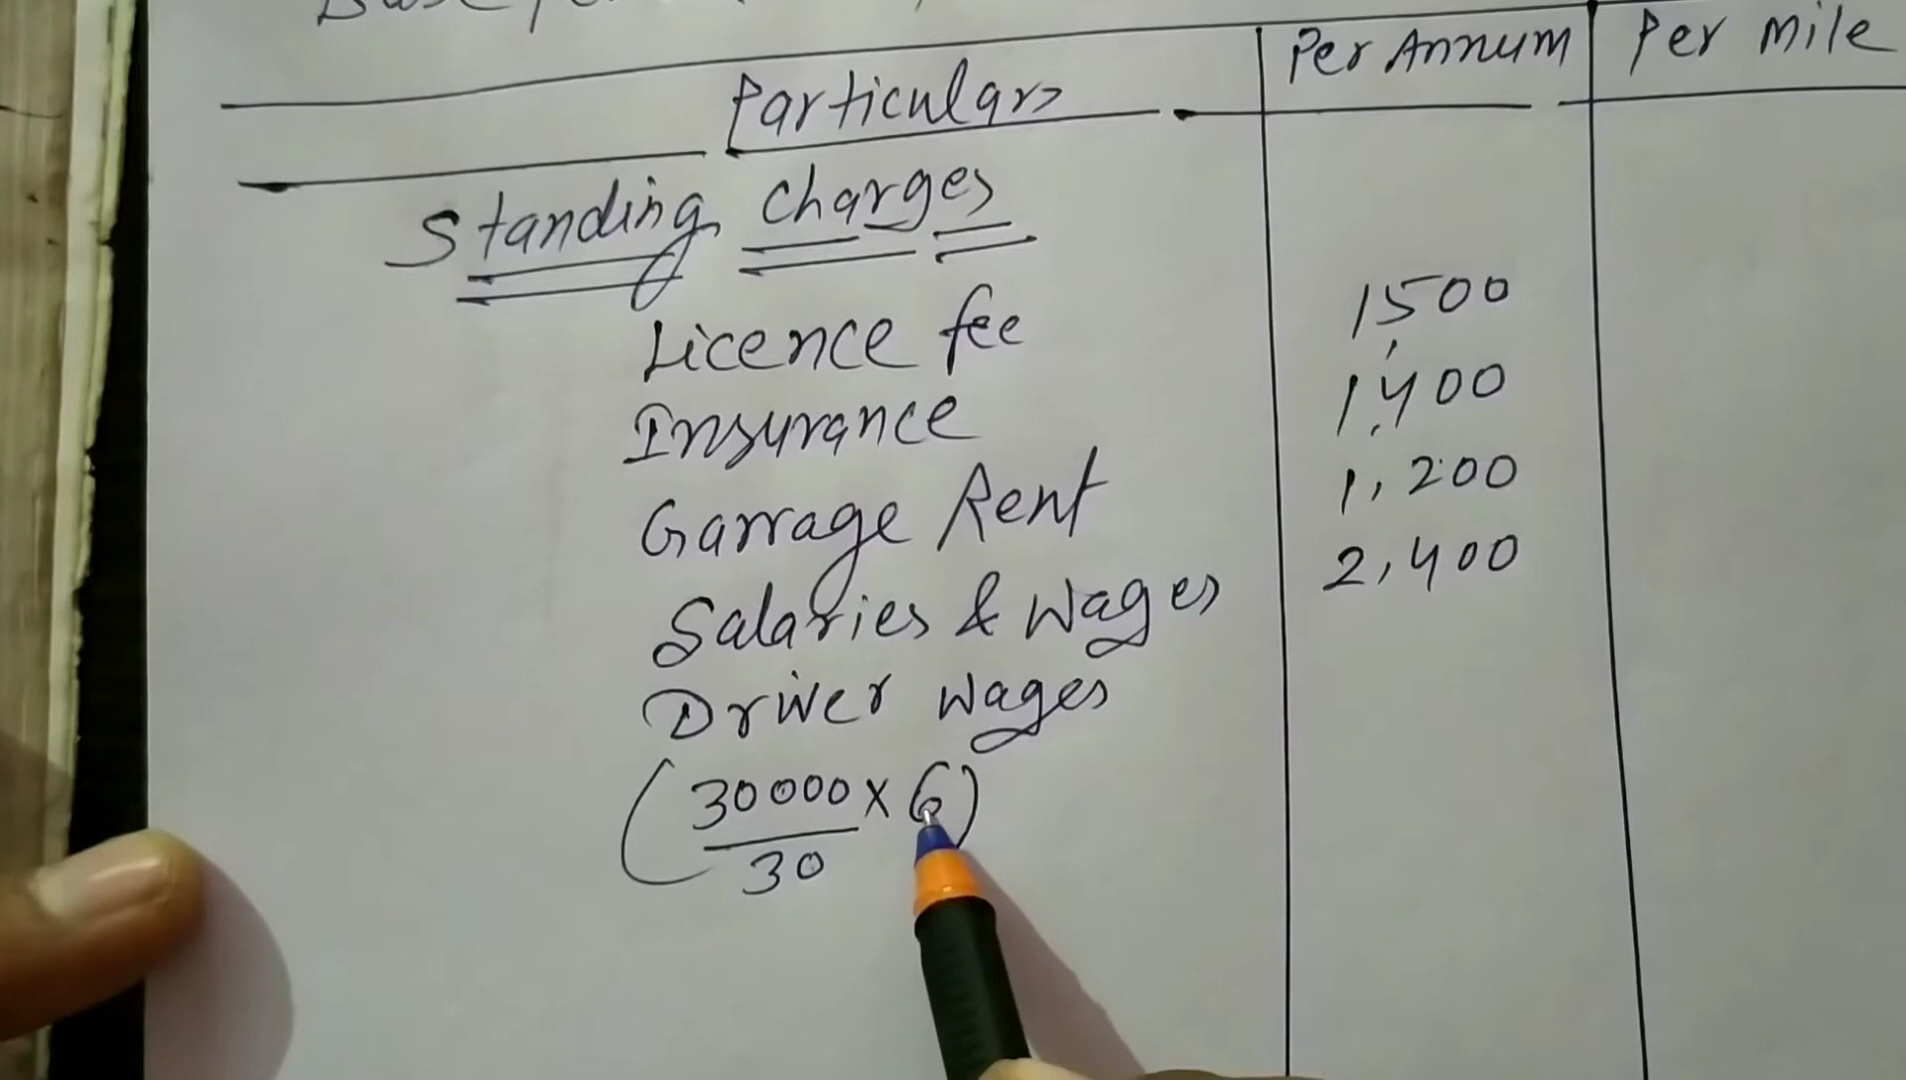 Particulars Per Annum Per Mile
Standing Charges
Licence fee 1500
Insurance 1,400
Garrage Rent 1,200
Salaries & Wages 2,400
Driver Wages
(30000 × 6)
30